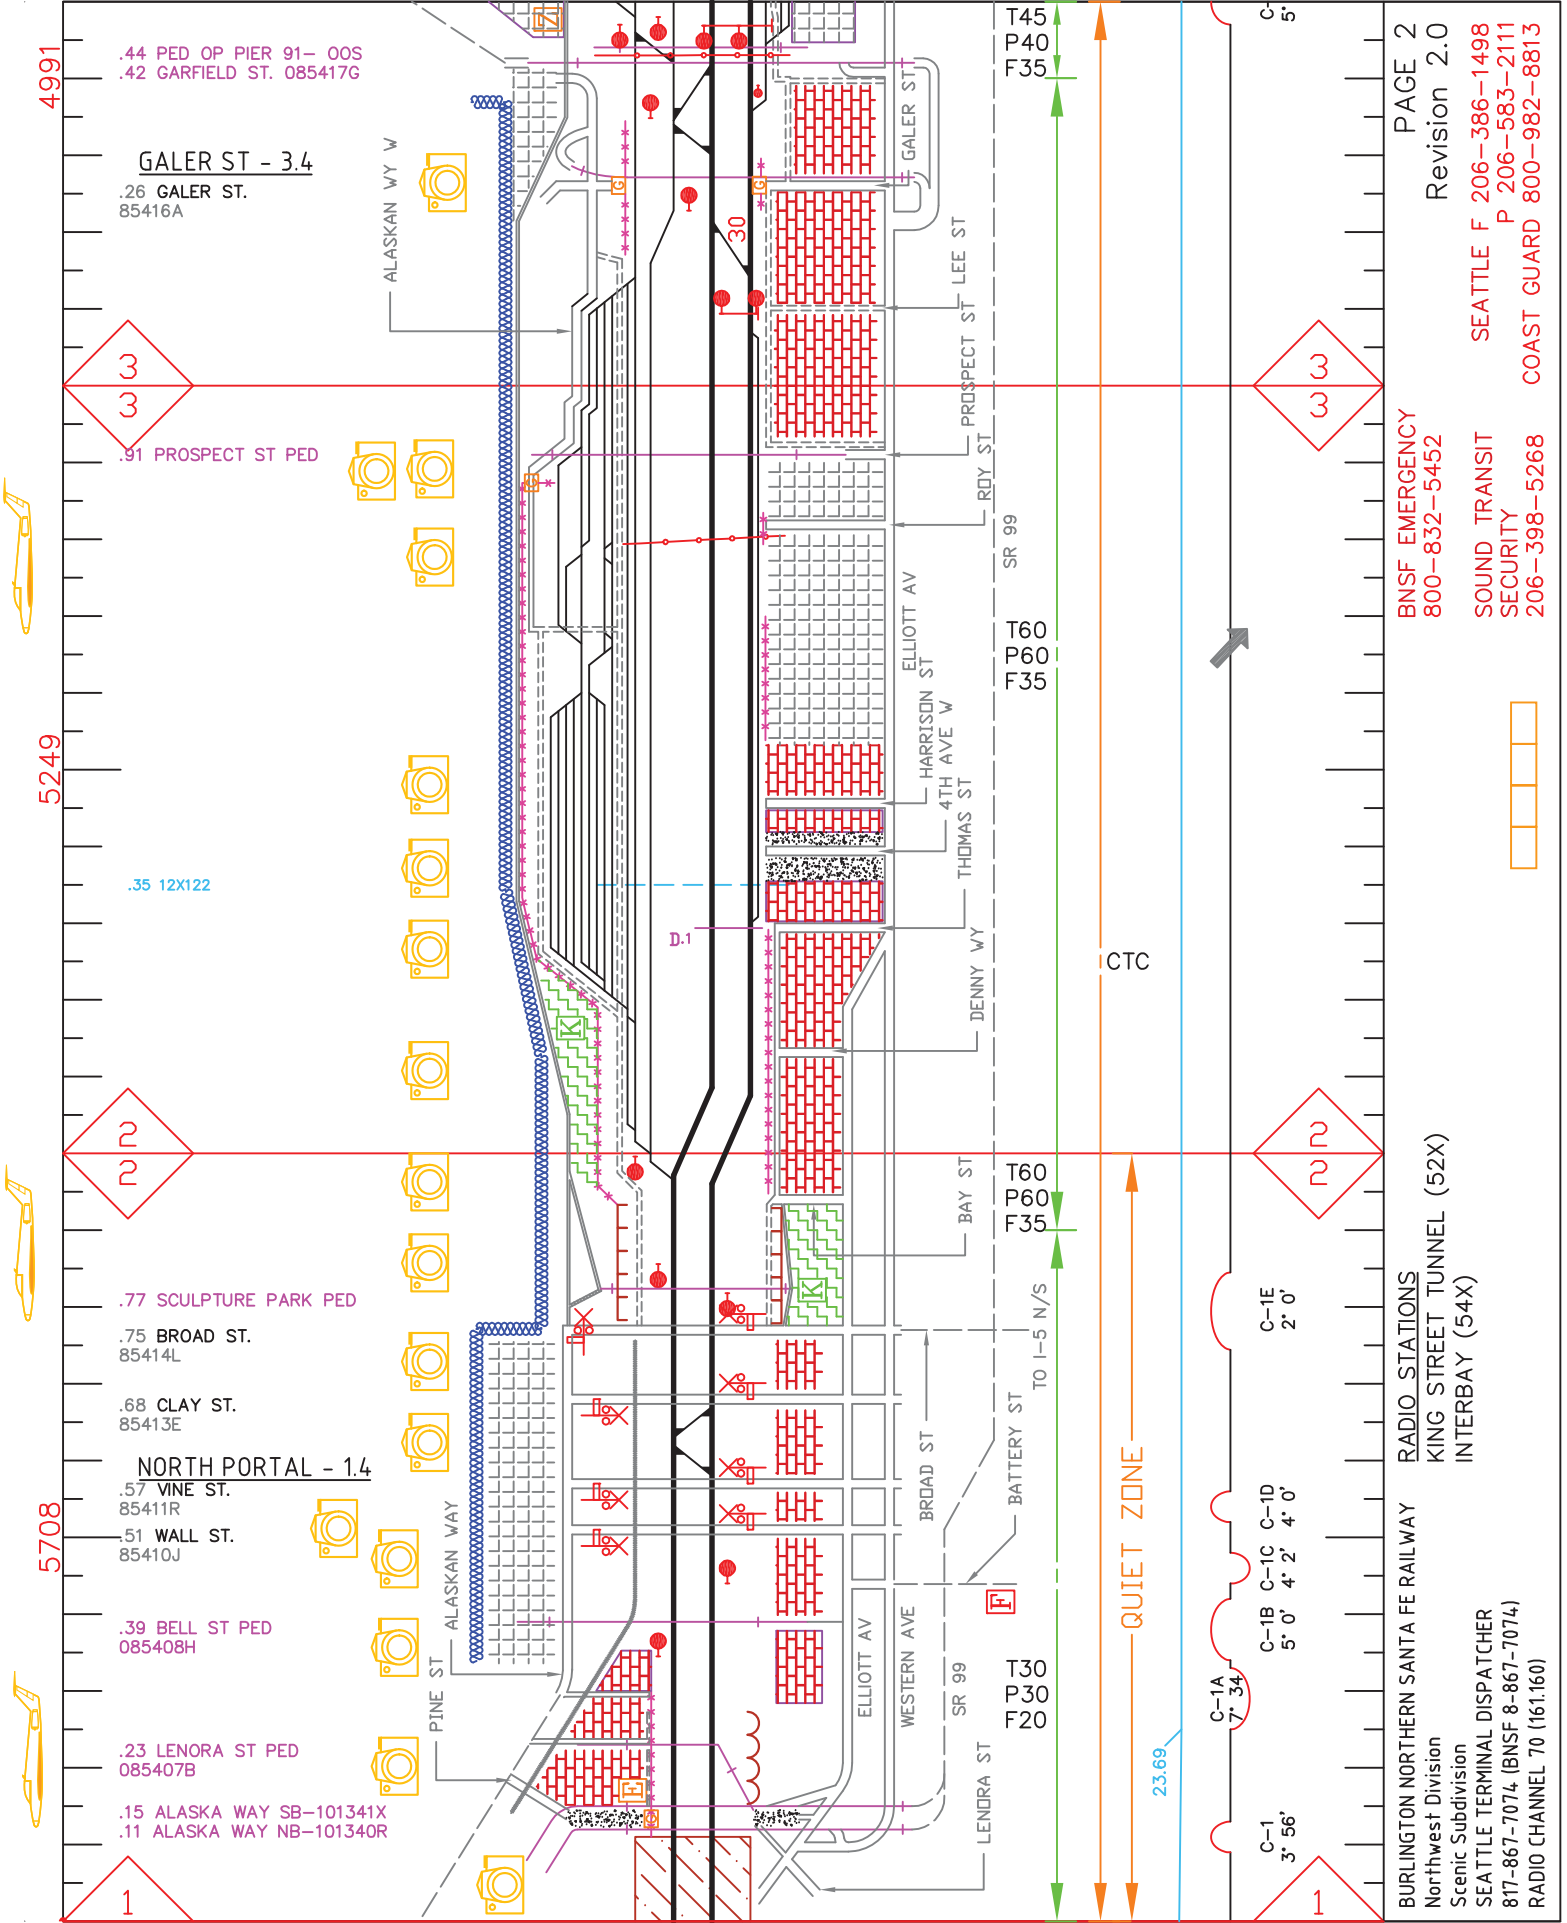 4991
.44 PED OP PIER 91- OOS
.42 GARFIELD ST. 085417G
GALER ST - 3.4
.26 GALER ST.
85416A
3
3
.91 PROSPECT ST PED
5249
.35 12X122
2
2
.77 SCULPTURE PARK PED
.75 BROAD ST.
85414L
.68 CLAY ST.
85413E
NORTH PORTAL - 1.4
.57 VINE ST.
85411R
5708
.51 WALL ST.
85410J
.39 BELL ST PED
085408H
.23 LENORA ST PED
085407B
.15 ALASKA WAY SB-101341X
.11 ALASKA WAY NB-101340R
1
ALASKAN WY W
ALASKAN WAY
PINE ST
Z
G
G
G
30
D.1
K
K
E
G
F
GALER ST
LEE ST
PROSPECT ST
ROY ST
SR 99
ELLIOTT AV
HARRISON ST
4TH AVE W
THOMAS ST
DENNY WY
BAY ST
TO I-5 N/S
BROAD ST
BATTERY ST
ELLIOTT AV
WESTERN AVE
SR 99
LENORA ST
T45
P40
F35
T60
P60
F35
T60
P60
F35
T30
P30
F20
CTC
QUIET ZONE
23.69
C-
5°
3
3
2
2
C-1E
2° 0'
C-1D
4° 0'
C-1C
4° 2'
C-1B
5° 0'
C-1A
7° 34'
C-1
3° 56'
1
PAGE 2
Revision 2.0
SEATTLE F 206-386-1498
P 206-583-2111
COAST GUARD 800-982-8813
BNSF EMERGENCY
800-832-5452
SOUND TRANSIT
SECURITY
206-398-5268
RADIO STATIONS
KING STREET TUNNEL (52X)
INTERBAY (54X)
BURLINGTON NORTHERN SANTA FE RAILWAY
Northwest Division
Scenic Subdivision
SEATTLE TERMINAL DISPATCHER
817-867-7074 (BNSF 8-867-7074)
RADIO CHANNEL 70 (161.160)